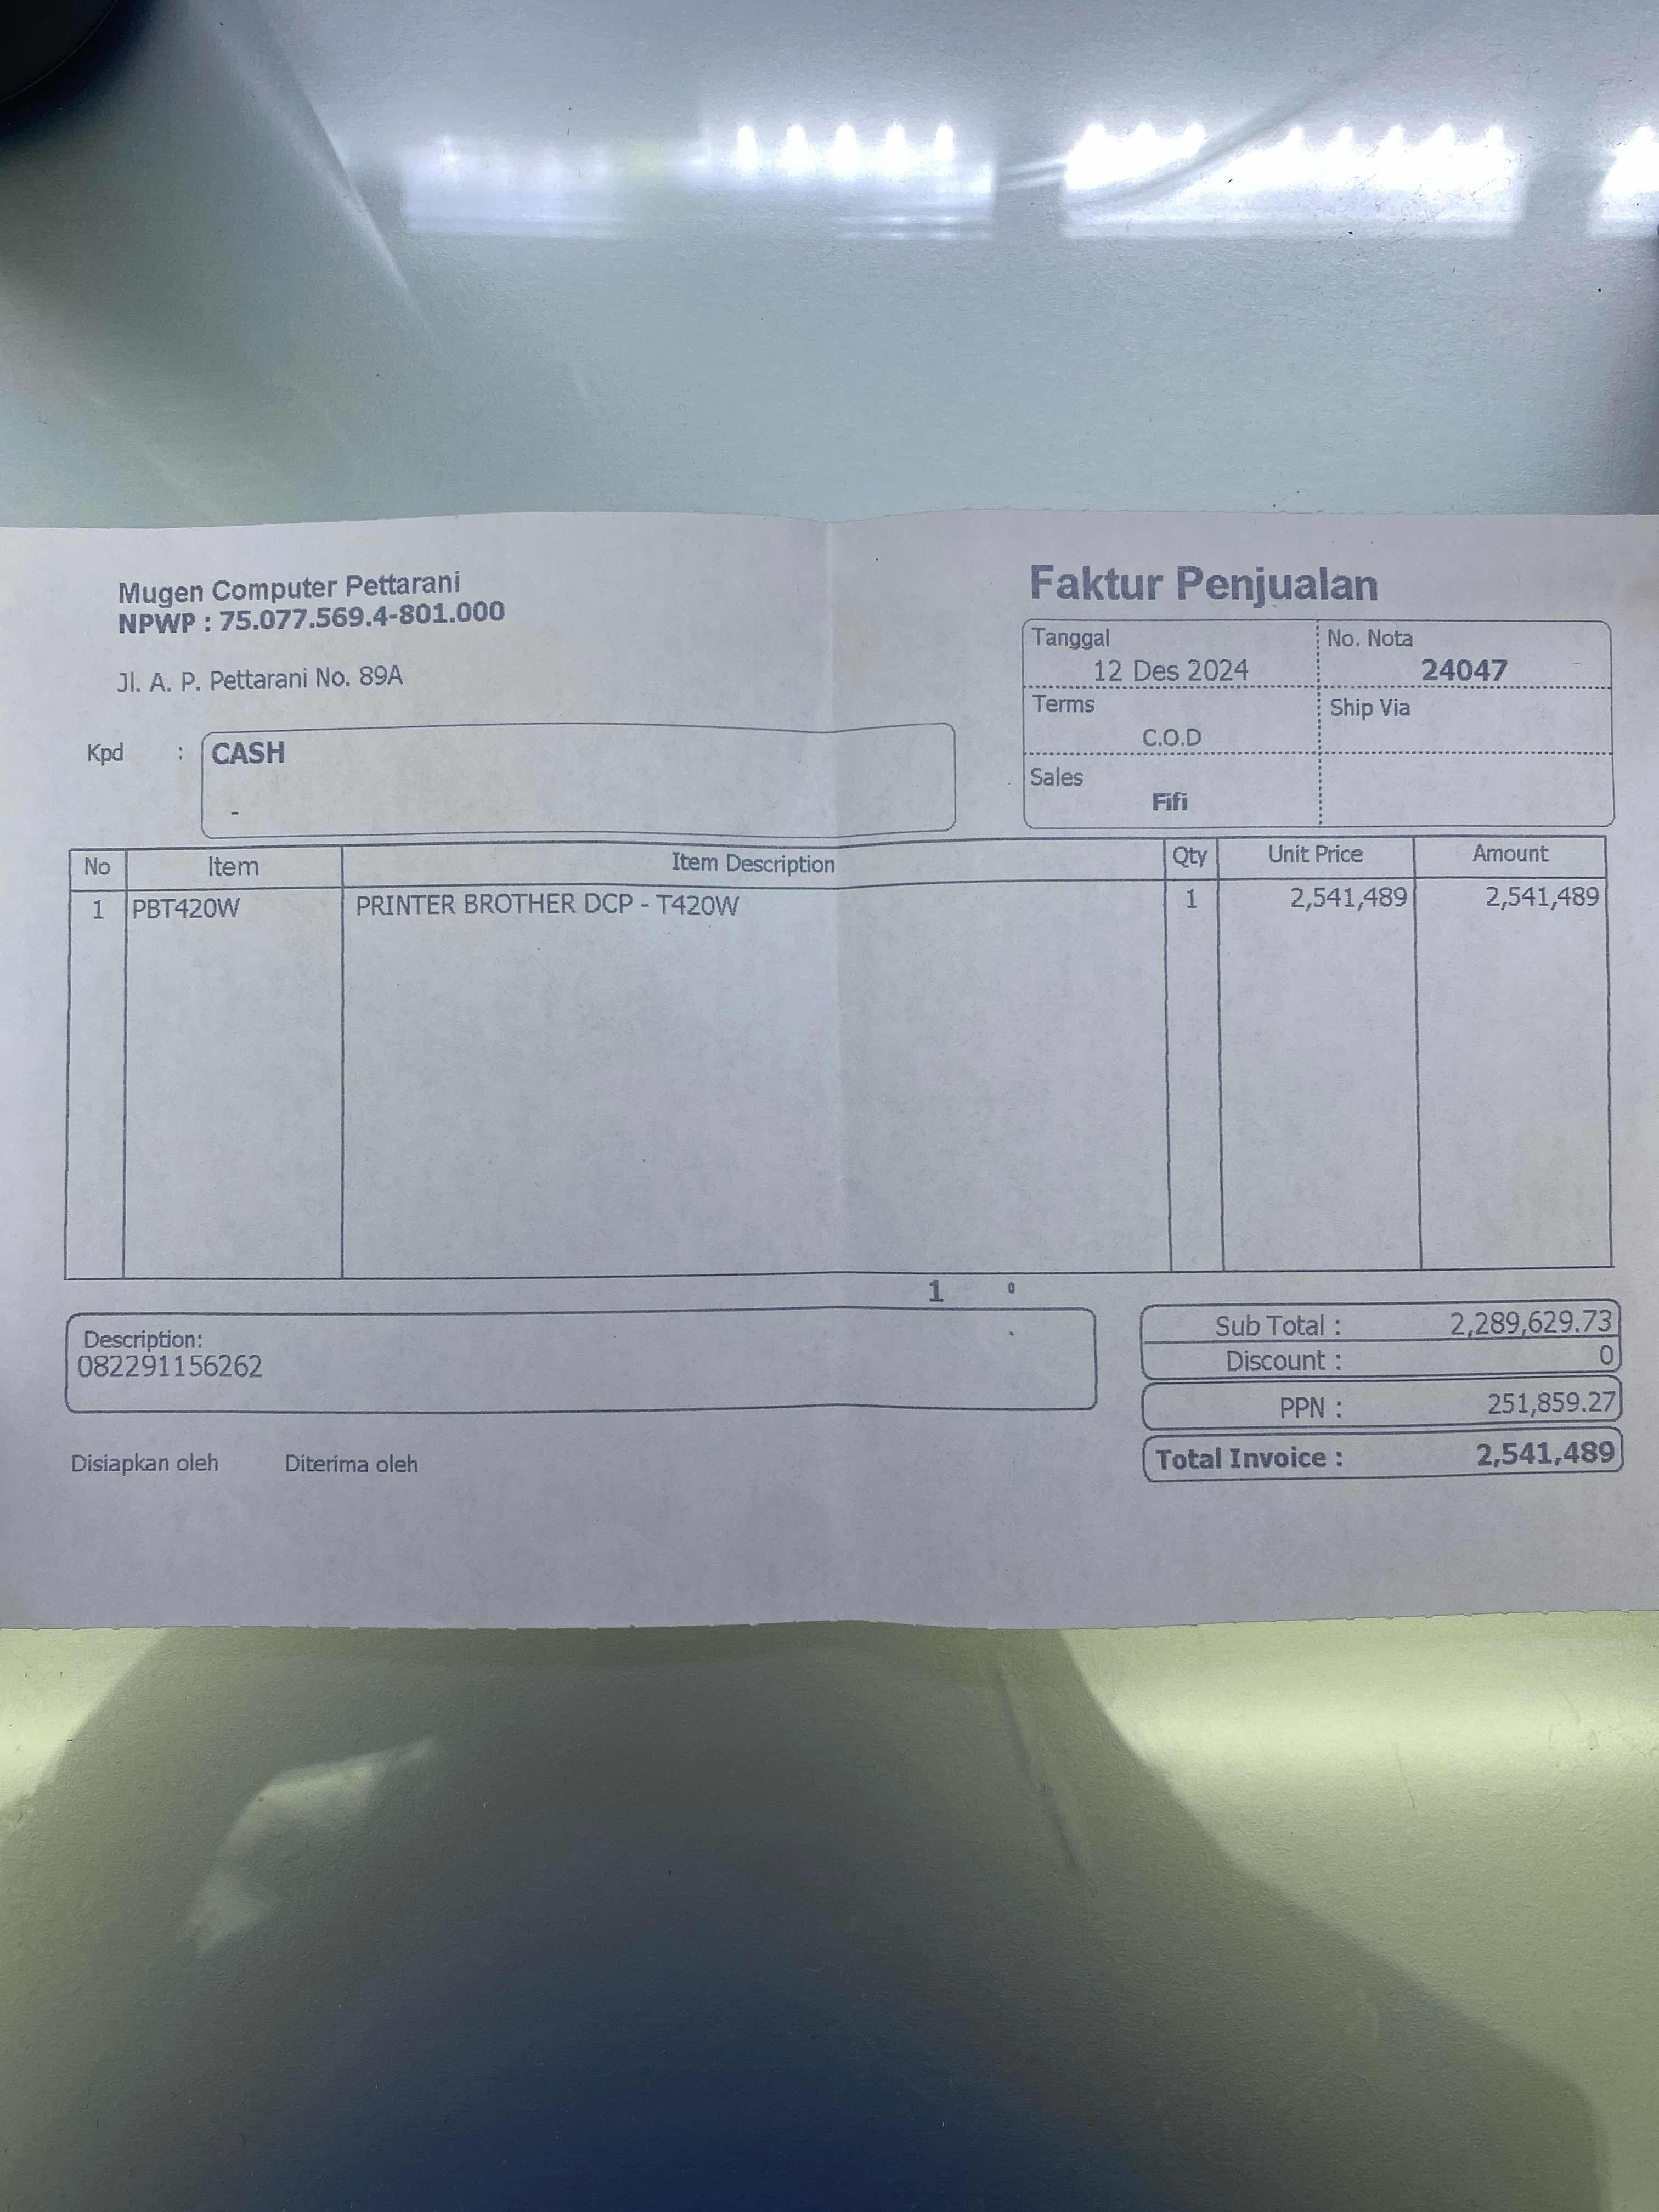 Mugen Computer Pettarani
NPWP : 75.077.569.4-801.000
Jl. A. P. Pettarani No. 89A
Kpd : CASH
-
Faktur Penjualan
Tanggal No. Nota
12 Des 2024 24047
Terms Ship Via
C.O.D
Sales
Fifi
No Item Item Description Qty Unit Price Amount
1 PBT420W PRINTER BROTHER DCP - T420W 1 2,541,489 2,541,489
1 0
Description:
082291156262
Sub Total : 2,289,629.73
Discount : 0
PPN : 251,859.27
Total Invoice : 2,541,489
Disiapkan oleh Diterima oleh